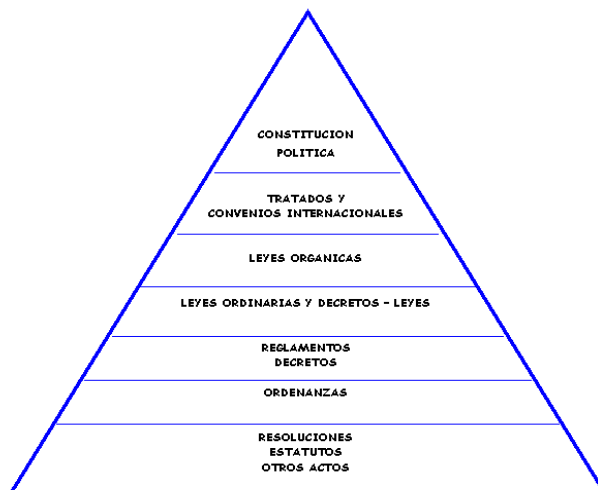 CONSTITUCION
POLITICA
TRATADOS Y
CONVENIOS INTERNACIONALES
LEYES ORGANICAS
LEYES ORDINARIAS Y DECRETOS - LEYES
REGLAMENTOS
DECRETOS
ORDENANZAS
RESOLUCIONES
ESTATUTOS
OTROS ACTOS